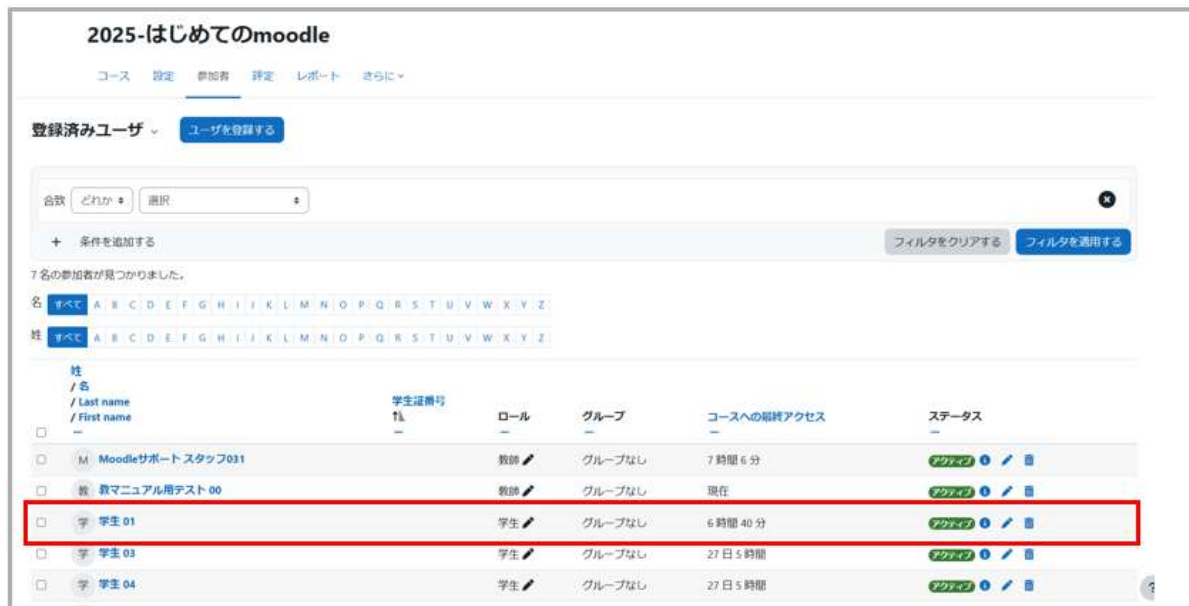 2025-はじめてのmoodle
コース 設定 参加者 評定 レポート さらに
登録済みユーザ ユーザを登録する
合致 どれか 選択
+ 条件を追加する フィルタをクリアする フィルタを適用する
7 名の参加者が見つかりました。
名 すべて A B C D E F G H I J K L M N O P Q R S T U V W X Y Z
姓 すべて A B C D E F G H I J K L M N O P Q R S T U V W X Y Z
姓
/ 名
/ Last name 学生証番号
/ First name ロール グループ コースへの最終アクセス ステータス
M Moodleサポート スタッフ031 教師 グループなし 7 時間 6 分 アクティブ
教 教マニュアル用テスト 00 教師 グループなし 現在 アクティブ
学 学生 01 学生 グループなし 6 時間 40 分 アクティブ
学 学生 03 学生 グループなし 27 日 5 時間 アクティブ
学 学生 04 学生 グループなし 27 日 5 時間 アクティブ
?